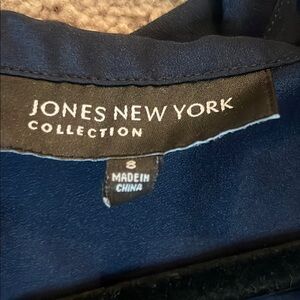 JONES NEW YORK
COLLECTION
8
MADE IN
CHINA